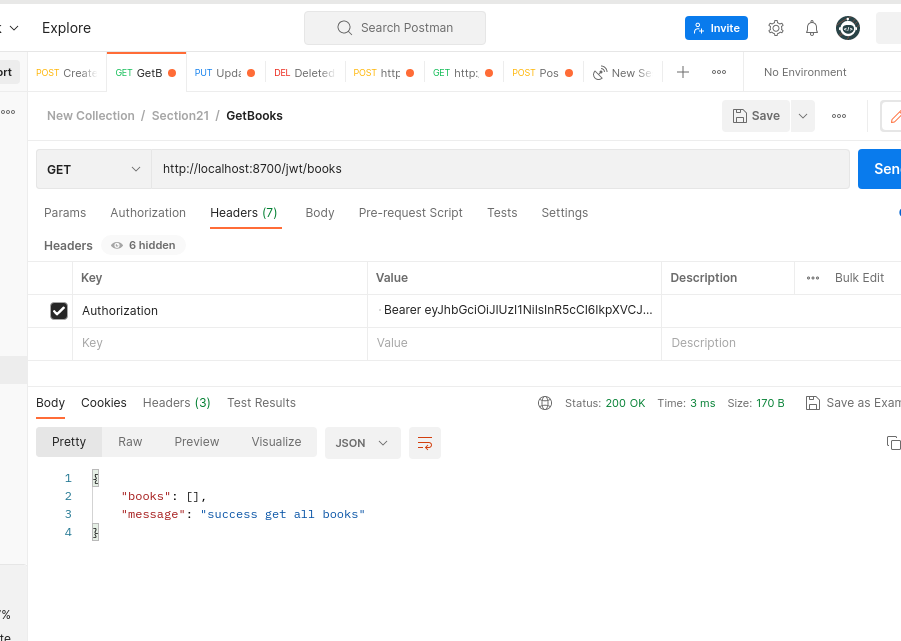 Explore
Search Postman
Invite
ort
POST Create
GET GetB
PUT Upda
DEL Deleted
POST http
GET http:
POST Pos
New Se
No Environment
New Collection / Section21 / GetBooks
Save
GET
http://localhost:8700/jwt/books
Sen
Params Authorization Headers (7) Body Pre-request Script Tests Settings
Headers 6 hidden
Key Value Description Bulk Edit
Authorization Bearer eyJhbGciOiJIUzI1NiIsInR5cCI6IkpXVCJ...
Key Value Description
Body Cookies Headers (3) Test Results
Status: 200 OK Time: 3 ms Size: 170 B
Save as Exam
Pretty Raw Preview Visualize JSON
1 {
2 "books": [],
3 "message": "success get all books"
4 }
%
te